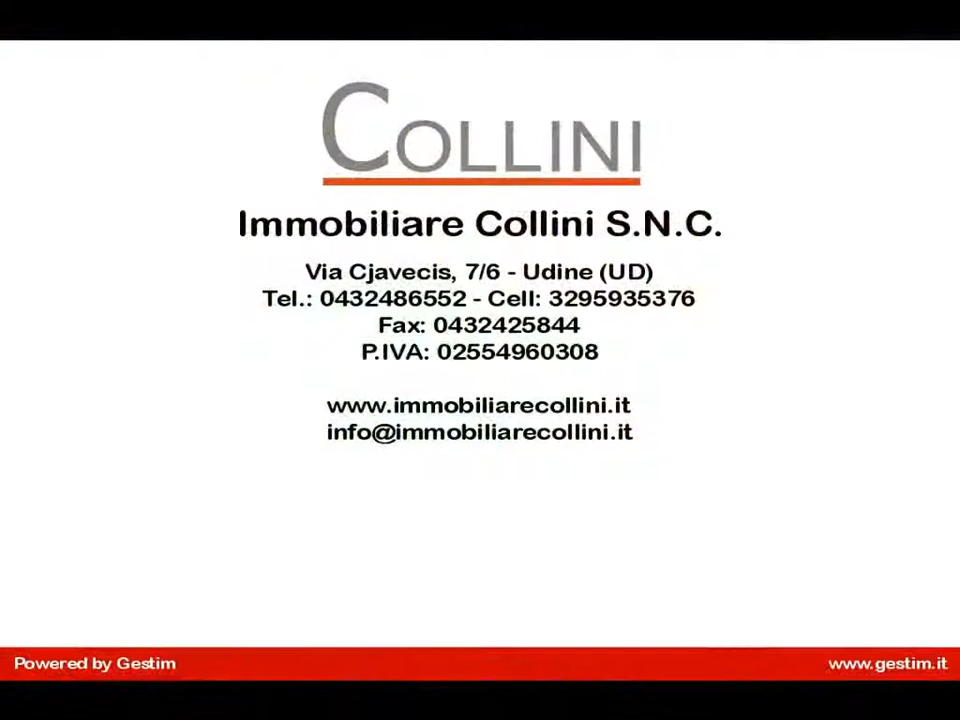 COLLINI
Immobiliare Collini S.N.C.
Via Cjavecis, 7/6 - Udine (UD)
Tel.: 0432486552 - Cell: 3295935376
Fax: 0432425844
P.IVA: 02554960308
www.immobiliarecollini.it
info@immobiliarecollini.it
Powered by Gestim
www.gestim.it